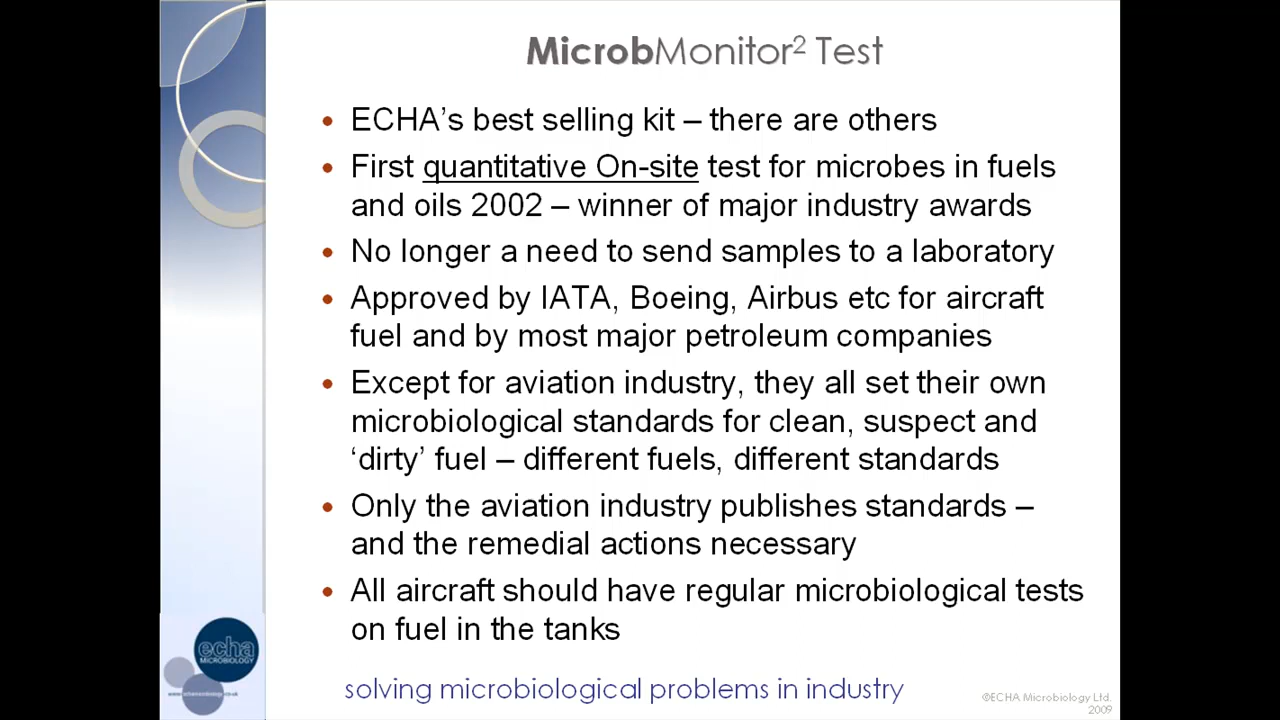 MicrobMonitor² Test
• ECHA’s best selling kit – there are others
• First quantitative On-site test for microbes in fuels
and oils 2002 – winner of major industry awards
• No longer a need to send samples to a laboratory
• Approved by IATA, Boeing, Airbus etc for aircraft
fuel and by most major petroleum companies
• Except for aviation industry, they all set their own
microbiological standards for clean, suspect and
‘dirty’ fuel – different fuels, different standards
• Only the aviation industry publishes standards –
and the remedial actions necessary
• All aircraft should have regular microbiological tests
on fuel in the tanks
echa
MICROBIOLOGY
www.echamicrobiology.co.uk
solving microbiological problems in industry
©ECHA Microbiology Ltd.
2009